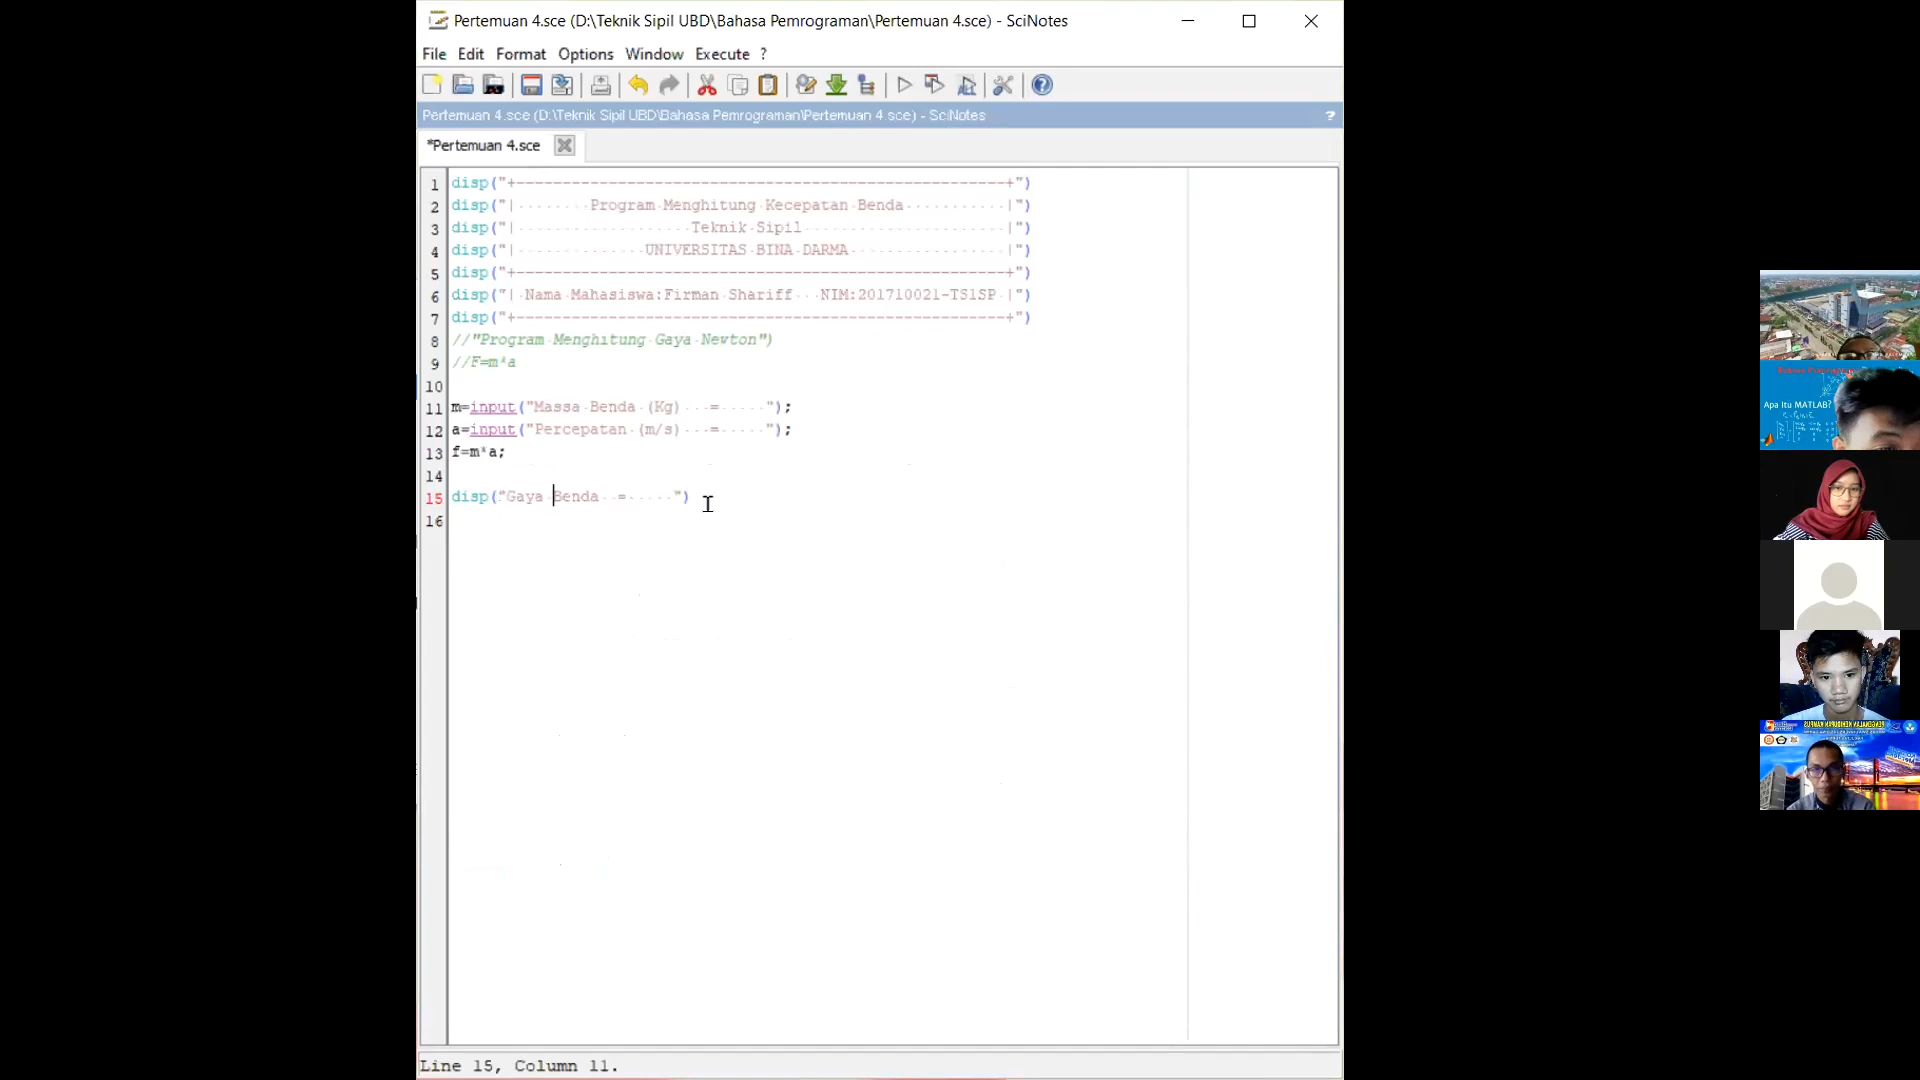 Pertemuan 4.sce (D:\Teknik Sipil UBD\Bahasa Pemrograman\Pertemuan 4.sce) - SciNotes
File Edit Format Options Window Execute ?
Pertemuan 4.sce (D:\Teknik Sipil UBD\Bahasa Pemrograman\Pertemuan 4.sce) - SciNotes ?
*Pertemuan 4.sce
1 disp("+-----------------------------------------------------+")
2 disp("| Program Menghitung Kecepatan Benda |")
3 disp("| Teknik Sipil |")
4 disp("| UNIVERSITAS BINA DARMA |")
5 disp("+-----------------------------------------------------+")
6 disp("| Nama Mahasiswa:Firman Shariff NIM:201710021-TS1SP |")
7 disp("+-----------------------------------------------------+")
8 //"Program Menghitung Gaya Newton")
9 //F=m*a
10
11 m=input("Massa Benda (Kg) = ");
12 a=input("Percepatan (m/s) = ");
13 f=m*a;
14
15 disp("Gaya Benda = ")
16
Line 15, Column 11.
Apa Itu MATLAB?
PENGENALAN KEHIDUPAN KAMPUS